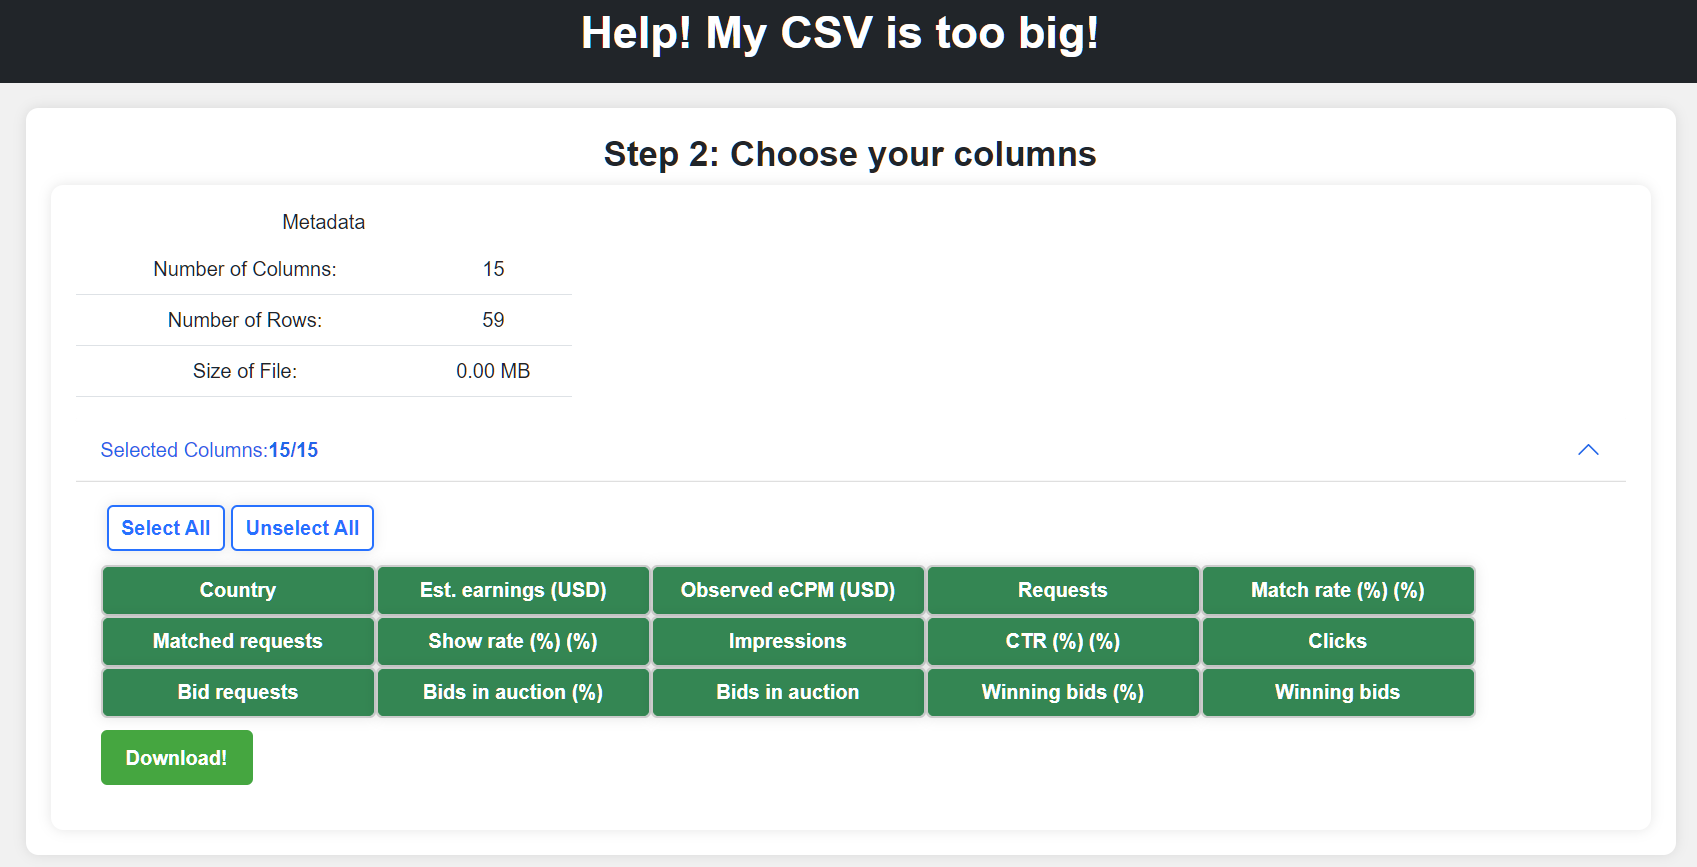 Help! My CSV is too big!
Step 2: Choose your columns
Metadata
Number of Columns: 15
Number of Rows: 59
Size of File: 0.00 MB
Selected Columns:15/15
Select All Unselect All
Country Est. earnings (USD) Observed eCPM (USD) Requests Match rate (%) (%)
Matched requests Show rate (%) (%) Impressions CTR (%) (%) Clicks
Bid requests Bids in auction (%) Bids in auction Winning bids (%) Winning bids
Download!